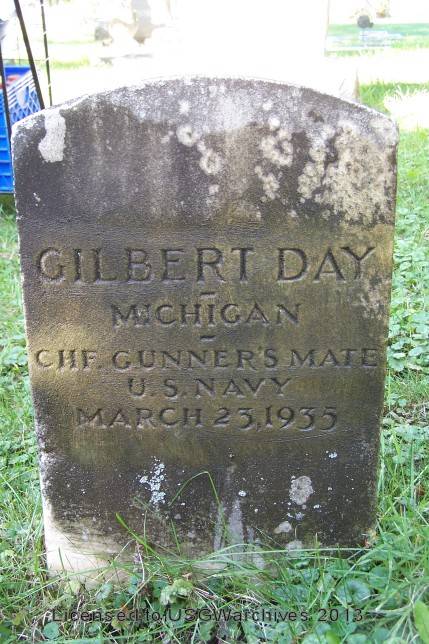 GILBERT DAY
MICHIGAN
CHF. GUNNER'S MATE
U.S. NAVY
MARCH 23, 1935
Licensed to USGWarchives 2013